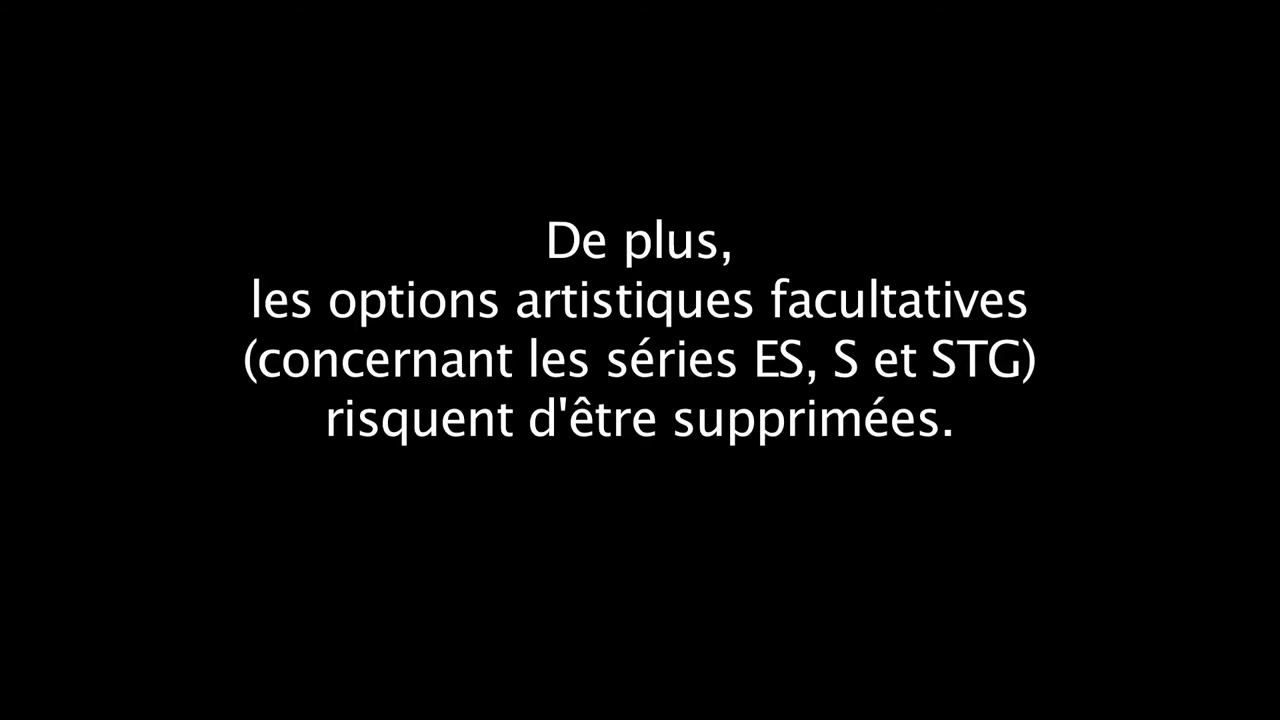 De plus,
les options artistiques facultatives
(concernant les séries ES, S et STG)
risquent d'être supprimées.